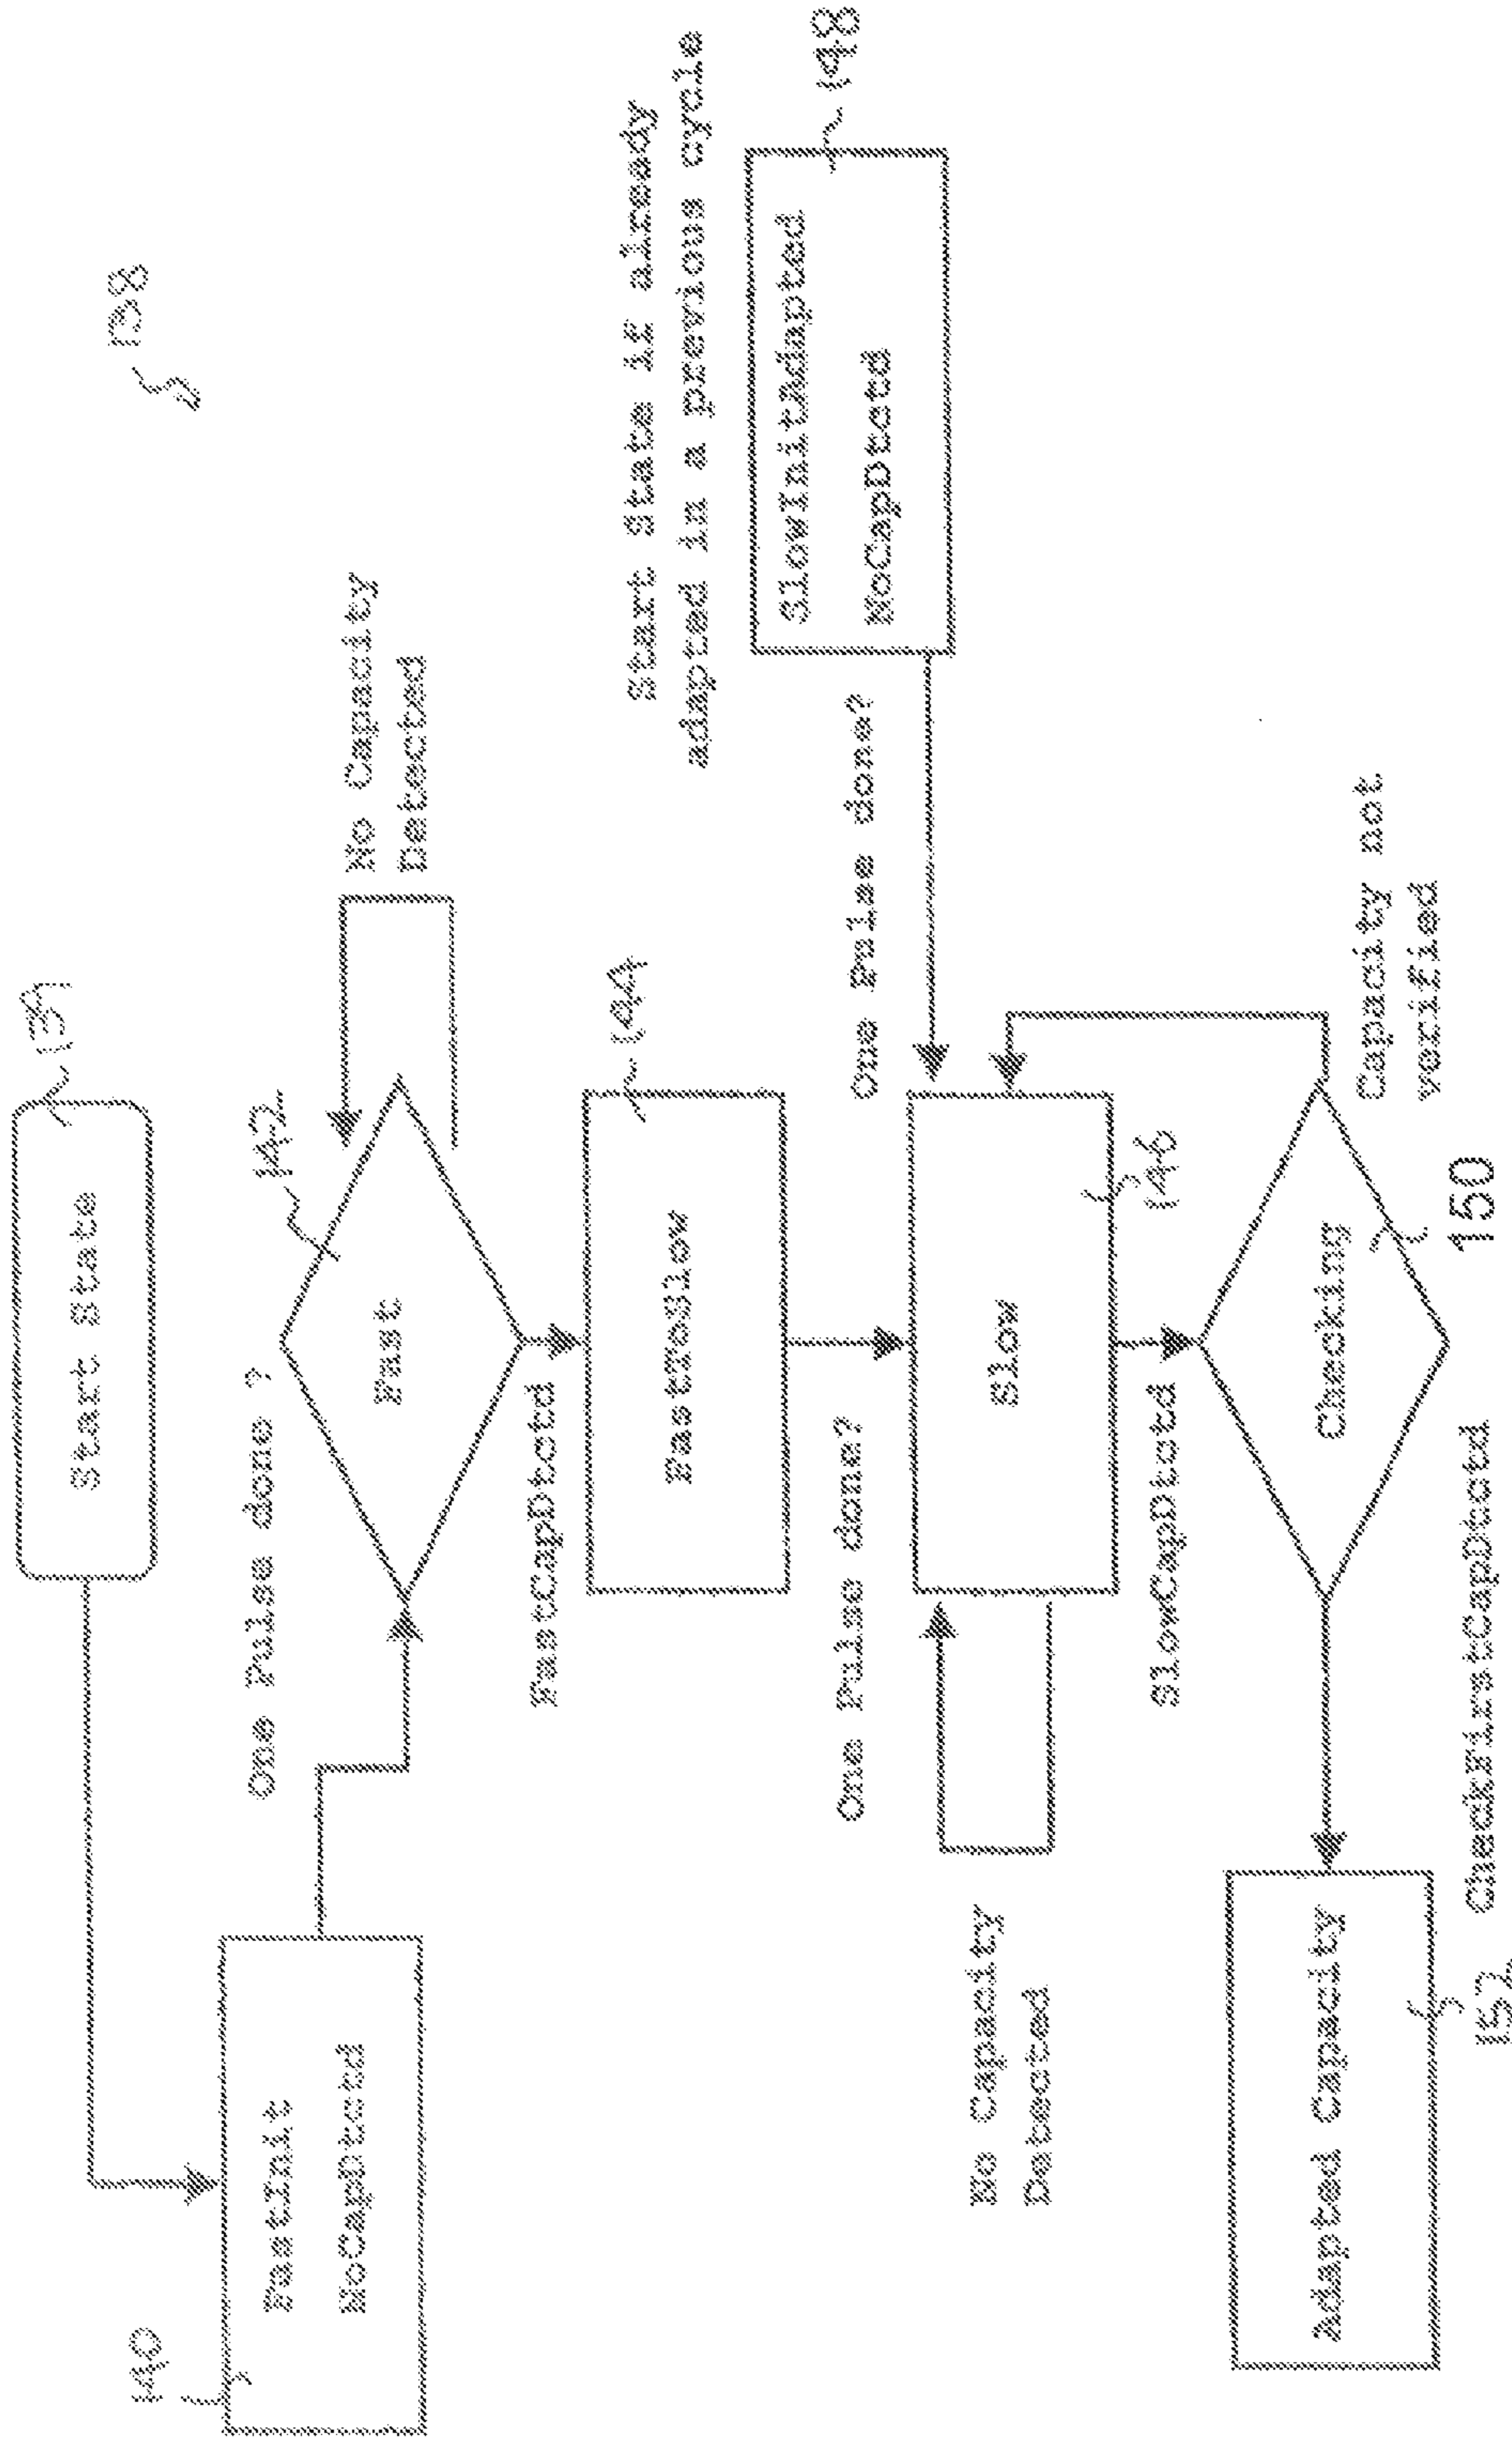 138
Start State
140
FastInit
NoCapDtctd
One Pulse done ?
142
Fast
No Capacity
Detected
FastCapDtctd
144
FastToSlow
Start State if already
adapted in a previous cycle
148
SlowInitAdapted
NoCapDtctd
One Pulse done?
One Pulse done?
No Capacity
Detected
Slow
146
SlowCapDtctd
Checking
150
Capacity not
verified
Adapted Capacity
152
CheckFirstCapDtctd